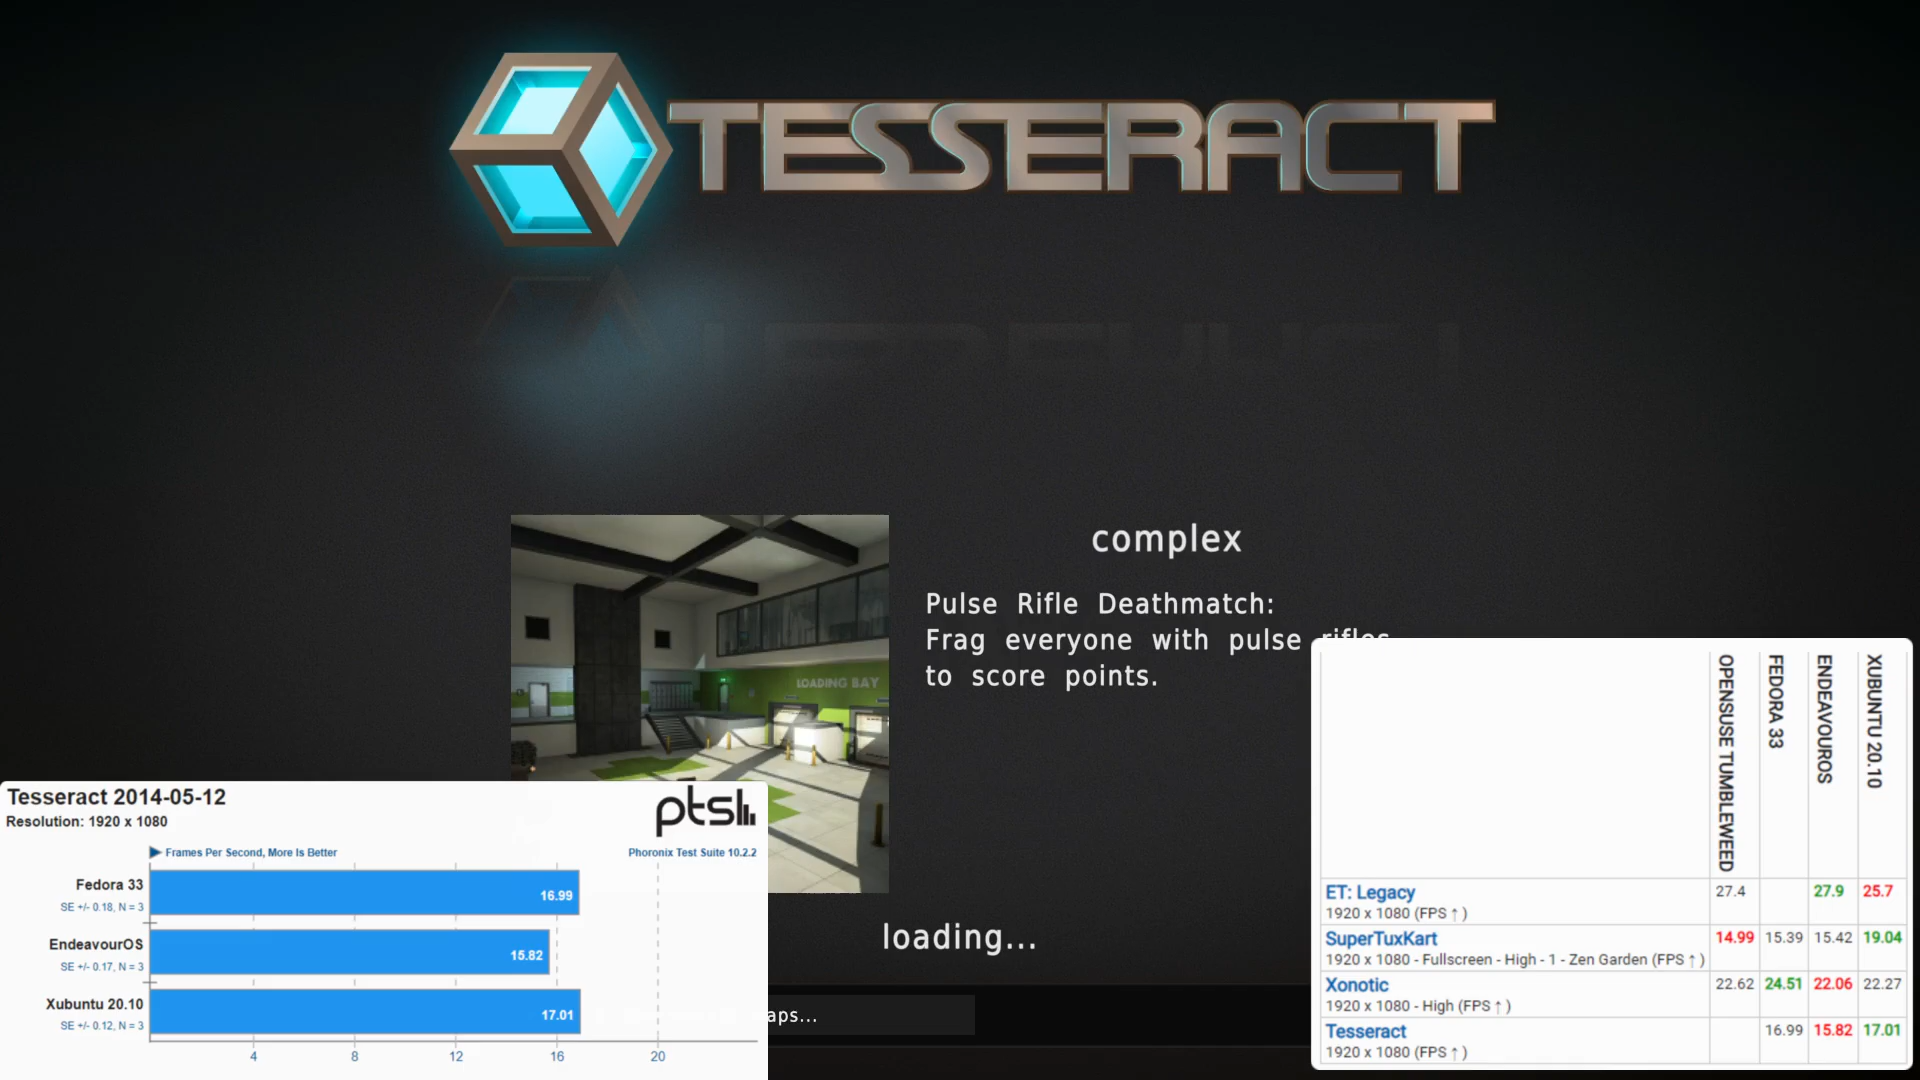 TESSERACT
complex
Pulse Rifle Deathmatch:
Frag everyone with pulse rifles
to score points.
LOADING BAY
loading...
aps...
Tesseract 2014-05-12
Resolution: 1920 x 1080
ptsl
Frames Per Second, More Is Better
Phoronix Test Suite 10.2.2
Fedora 33
SE +/- 0.18, N = 3
16.99
EndeavourOS
SE +/- 0.17, N = 3
15.82
Xubuntu 20.10
SE +/- 0.12, N = 3
17.01
4 8 12 16 20
OPENSUSE TUMBLEWEED
FEDORA 33
ENDEAVOUROS
XUBUNTU 20.10
ET: Legacy 27.4 27.9 25.7
1920 x 1080 (FPS ↑ )
SuperTuxKart 14.99 15.39 15.42 19.04
1920 x 1080 - Fullscreen - High - 1 - Zen Garden (FPS ↑ )
Xonotic 22.62 24.51 22.06 22.27
1920 x 1080 - High (FPS ↑ )
Tesseract 16.99 15.82 17.01
1920 x 1080 (FPS ↑ )